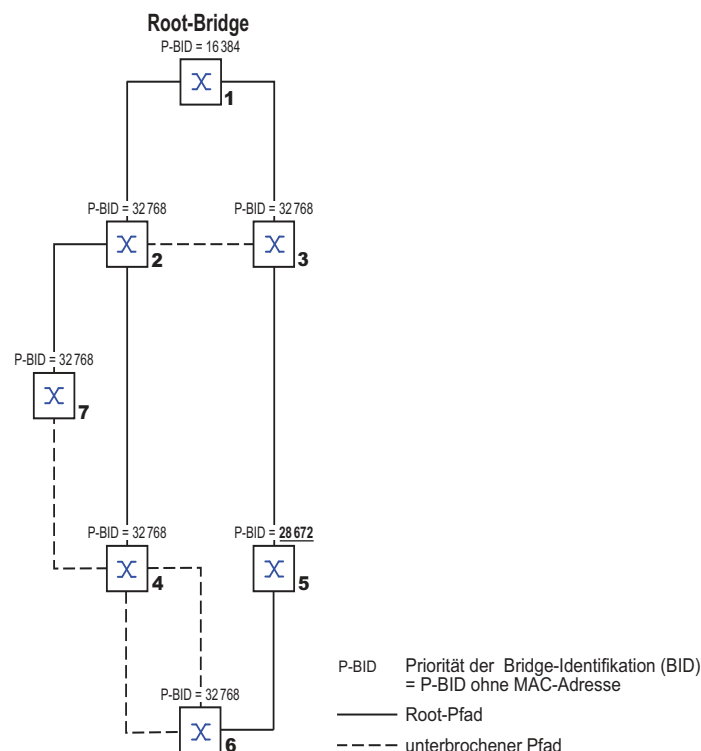 Root-Bridge
P-BID = 16 384
1
P-BID = 32 768
P-BID = 32 768
2
3
P-BID = 32 768
7
P-BID = 32 768
P-BID = 28 672
4
5
P-BID = 32 768
6
P-BID Priorität der Bridge-Identifikation (BID)
= P-BID ohne MAC-Adresse
Root-Pfad
unterbrochener Pfad